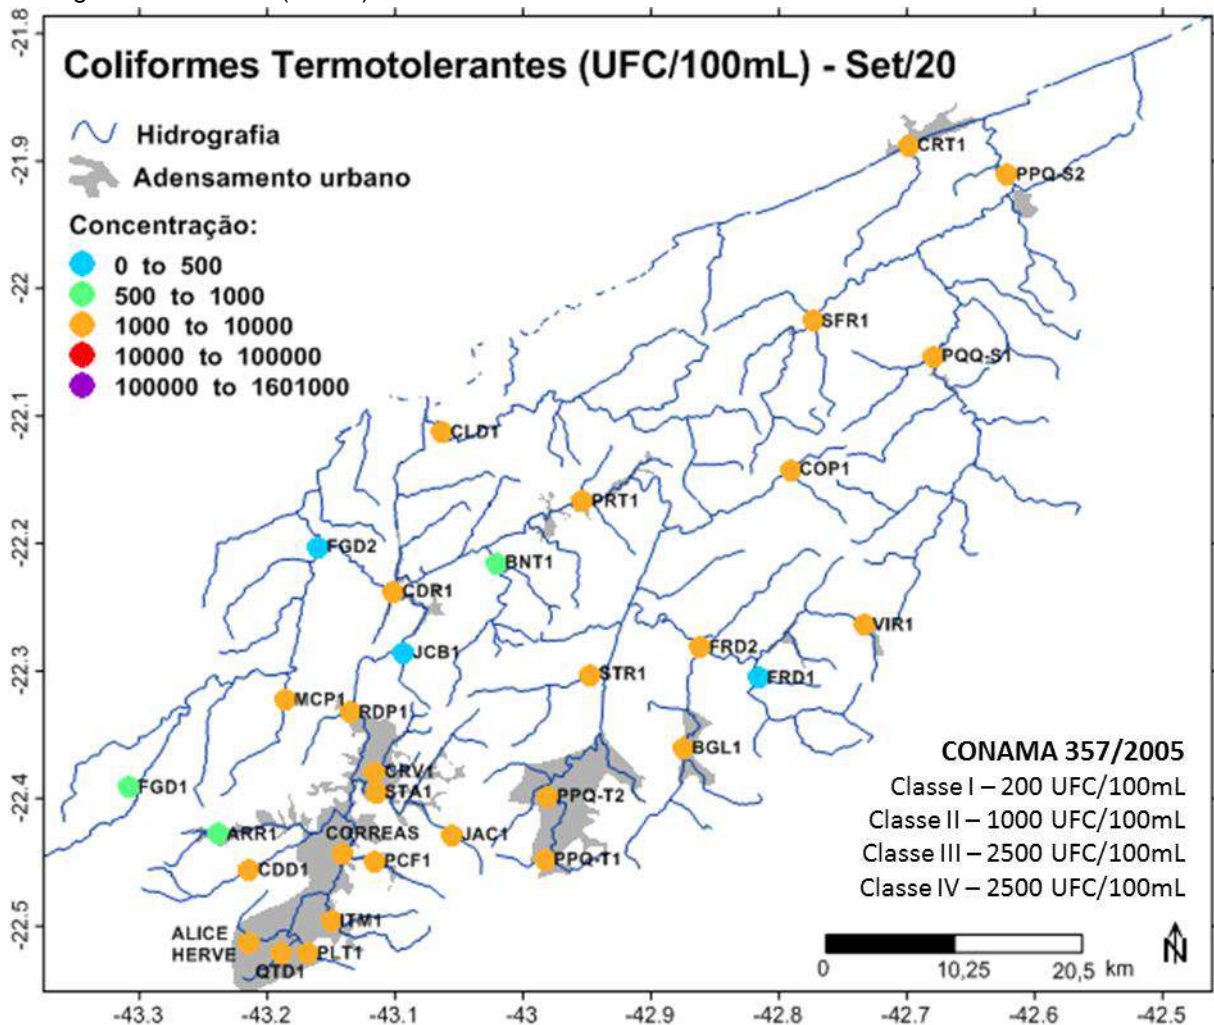 Coliformes Termotolerantes (UFC/100mL) - Set/20
Hidrografia
Adensamento urbano
Concentração:
0 to 500
500 to 1000
1000 to 10000
10000 to 100000
100000 to 1601000
CRT1
PPQ-S2
SFR1
PQQ-S1
CLD1
COP1
PRT1
FGD2
BNT1
CDR1
VIR1
JCB1
FRD2
STR1
FRD1
MCP1
RDP1
BGL1
CRV1
FGD1
STA1
PPQ-T2
ARR1
CORREAS
JAC1
CDD1
PCF1
PPQ-T1
ITM1
ALICE
HERVE
PLT1
QTD1
CONAMA 357/2005
Classe I – 200 UFC/100mL
Classe II – 1000 UFC/100mL
Classe III – 2500 UFC/100mL
Classe IV – 2500 UFC/100mL
N
0 10,25 20,5 km
-21.8
-21.9
-22
-22.1
-22.2
-22.3
-22.4
-22.5
-43.3 -43.2 -43.1 -43 -42.9 -42.8 -42.7 -42.6 -42.5